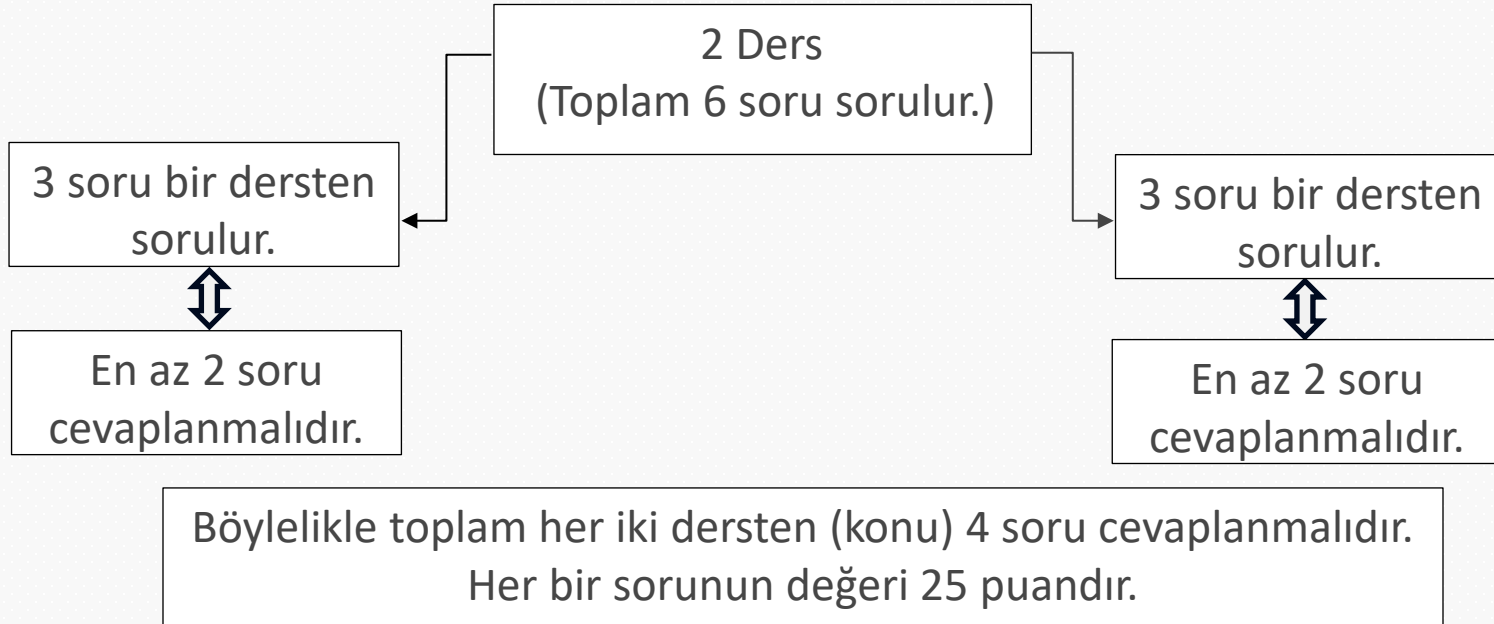 2 Ders
(Toplam 6 soru sorulur.)
3 soru bir dersten
sorulur.
3 soru bir dersten
sorulur.
En az 2 soru
cevaplanmalıdır.
En az 2 soru
cevaplanmalıdır.
Böylelikle toplam her iki dersten (konu) 4 soru cevaplanmalıdır.
Her bir sorunun değeri 25 puandır.